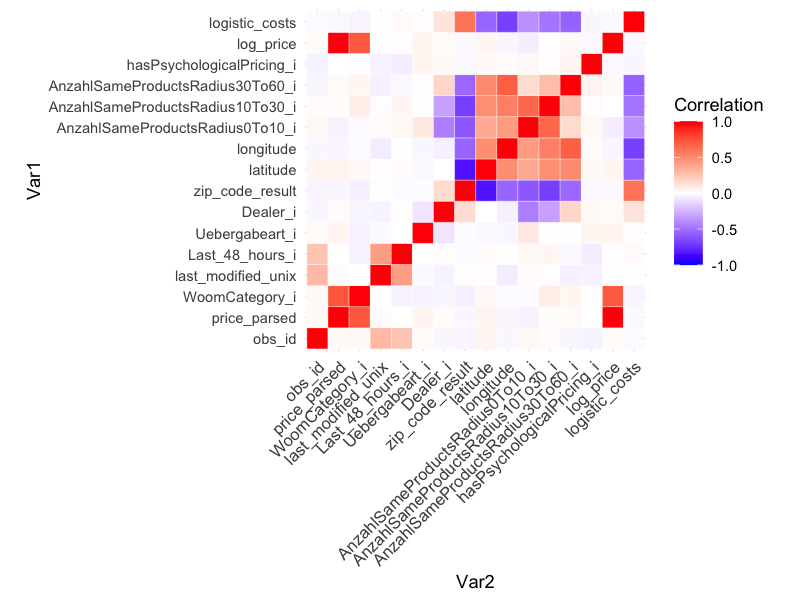 logistic_costs
log_price
hasPsychologicalPricing_i
AnzahlSameProductsRadius30To60_i
AnzahlSameProductsRadius10To30_i
AnzahlSameProductsRadius0To10_i
longitude
latitude
zip_code_result
Dealer_i
Uebergabeart_i
Last_48_hours_i
last_modified_unix
WoomCategory_i
price_parsed
obs_id
Var1
obs_id
price_parsed
WoomCategory_i
last_modified_unix
Last_48_hours_i
Uebergabeart_i
Dealer_i
zip_code_result
latitude
longitude
AnzahlSameProductsRadius0To10_i
AnzahlSameProductsRadius10To30_i
AnzahlSameProductsRadius30To60_i
hasPsychologicalPricing_i
log_price
logistic_costs
Var2
Correlation
1.0
0.5
0.0
-0.5
-1.0